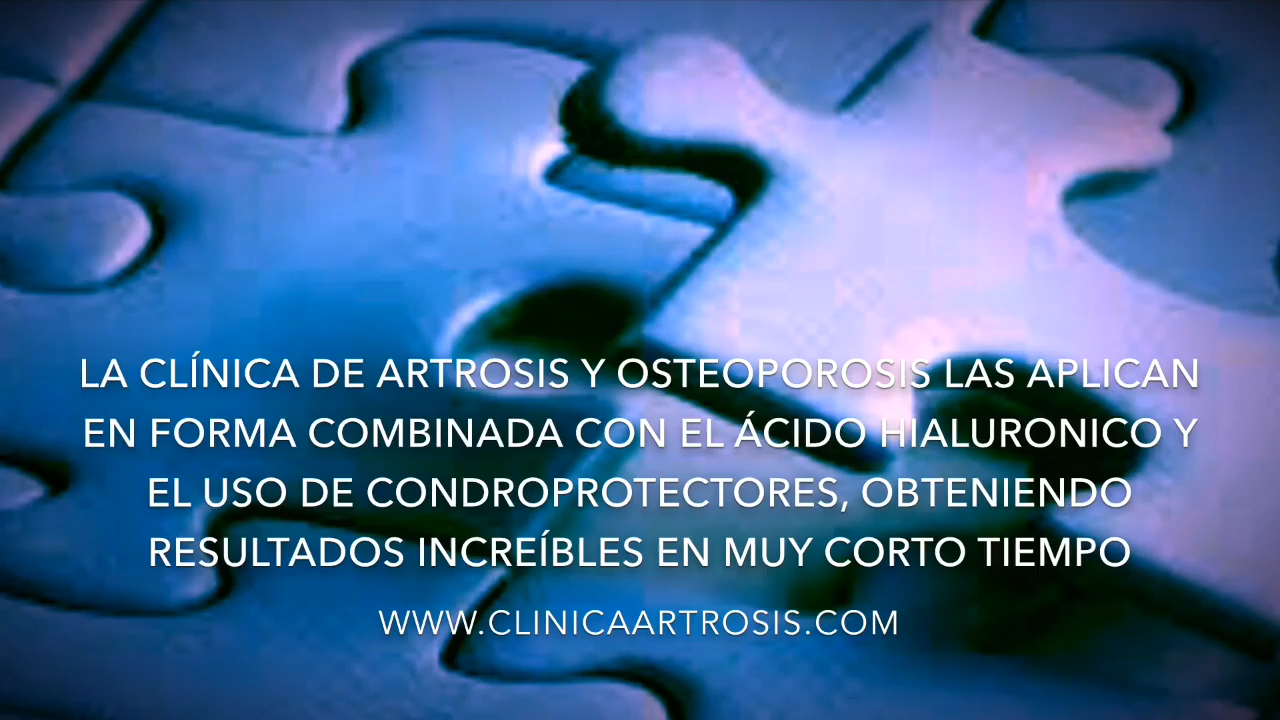 LA CLÍNICA DE ARTROSIS Y OSTEOPOROSIS LAS APLICAN
EN FORMA COMBINADA CON EL ÁCIDO HIALURONICO Y
EL USO DE CONDROPROTECTORES, OBTENIENDO
RESULTADOS INCREÍBLES EN MUY CORTO TIEMPO
WWW.CLINICAARTROSIS.COM